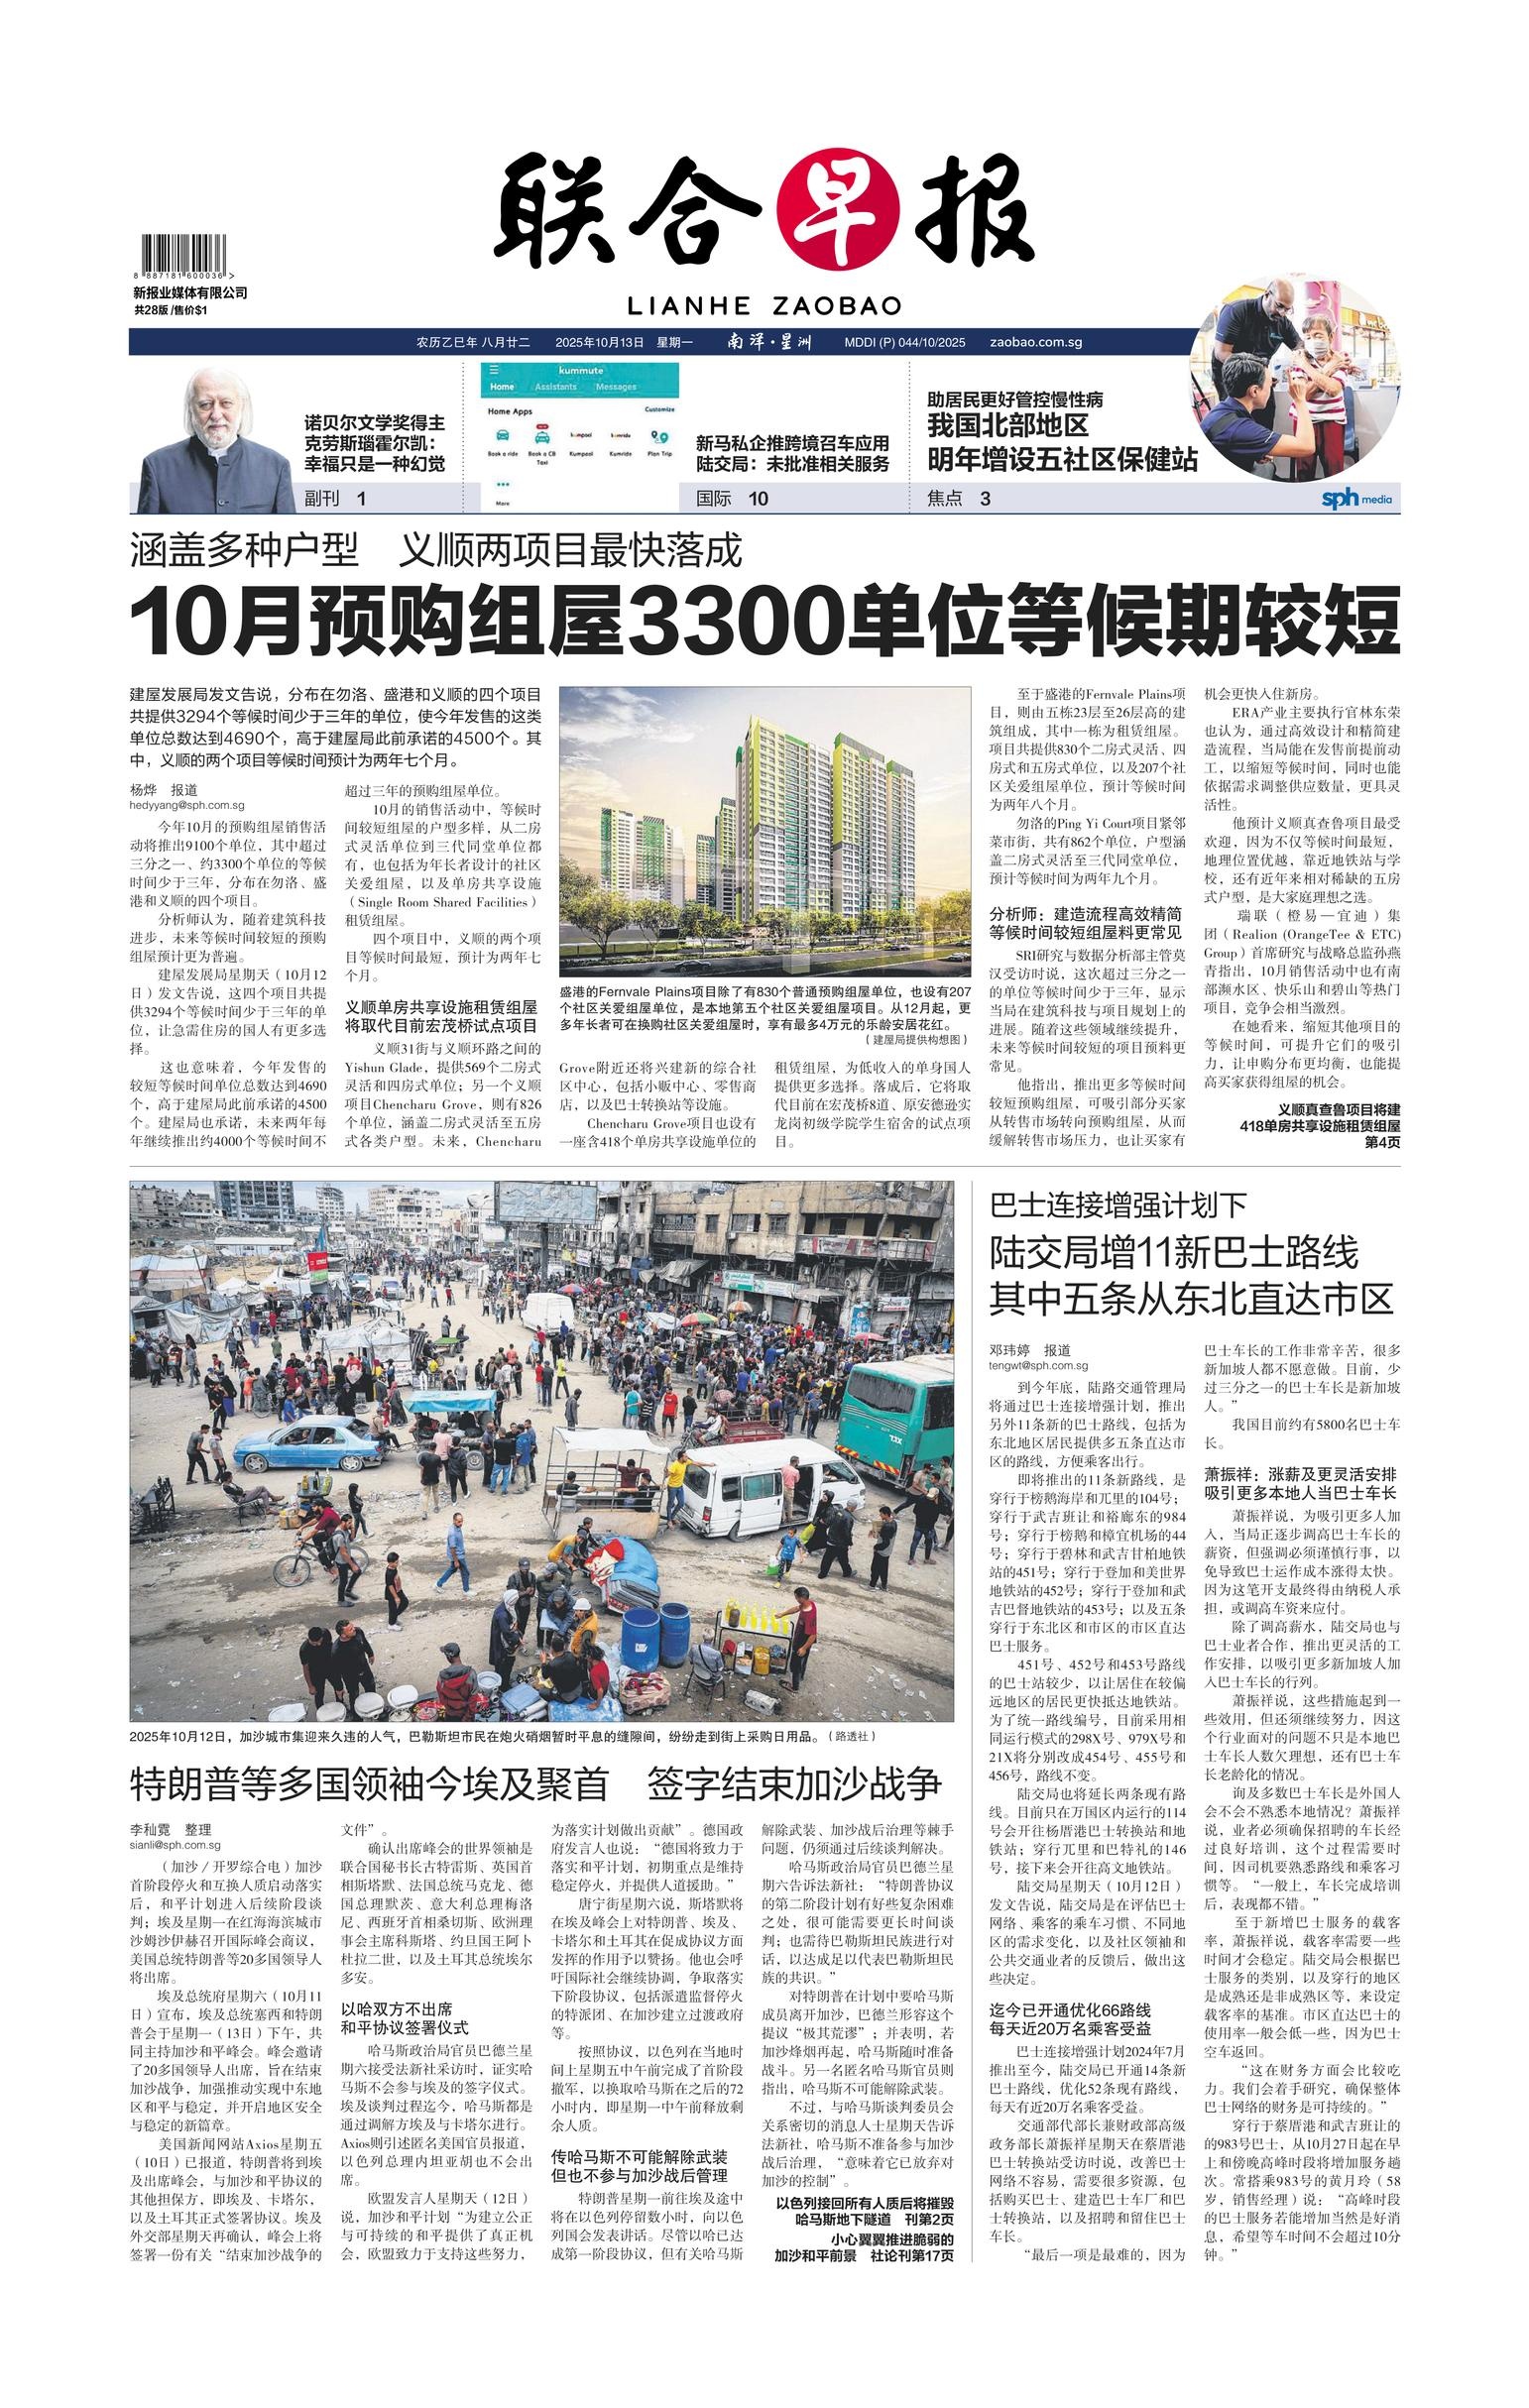 联合早报
LIANHE ZAOBAO
8 887181 600036 >
新报业媒体有限公司
共28版 /售价$1
农历乙巳年 八月廿二 2025年10月13日 星期一 南洋·星洲 MDDI (P) 044/10/2025 zaobao.com.sg
诺贝尔文学奖得主
克劳斯瑙霍尔凯：
幸福只是一种幻觉
副刊 1
kummute
Home Assistants Messages
Home Apps Customize
Book a ride Book a CB Taxi Kumpool Kumride Plan Trip
More
新马私企推跨境召车应用
陆交局：未批准相关服务
国际 10
助居民更好管控慢性病
我国北部地区
明年增设五社区保健站
焦点 3
sph media
涵盖多种户型 义顺两项目最快落成
10月预购组屋3300单位等候期较短
建屋发展局发文告说，分布在勿洛、盛港和义顺的四个项目
共提供3294个等候时间少于三年的单位，使今年发售的这类
单位总数达到4690个，高于建屋局此前承诺的4500个。其
中，义顺的两个项目等候时间预计为两年七个月。
杨烨 报道
hedyyang@sph.com.sg
今年10月的预购组屋销售活
动将推出9100个单位，其中超过
三分之一、约3300个单位的等候
时间少于三年，分布在勿洛、盛
港和义顺的四个项目。
分析师认为，随着建筑科技
进步，未来等候时间较短的预购
组屋预计更为普遍。
建屋发展局星期天（10月12
日）发文告说，这四个项目共提
供3294个等候时间少于三年的单
位，让急需住房的国人有更多选
择。
这也意味着，今年发售的
较短等候时间单位总数达到4690
个，高于建屋局此前承诺的4500
个。建屋局也承诺，未来两年每
年继续推出约4000个等候时间不
超过三年的预购组屋单位。
10月的销售活动中，等候时
间较短组屋的户型多样，从二房
式灵活单位到三代同堂单位都
有，也包括为年长者设计的社区
关爱组屋，以及单房共享设施
（Single Room Shared Facilities）
租赁组屋。
四个项目中，义顺的两个项
目等候时间最短，预计为两年七
个月。
义顺单房共享设施租赁组屋
将取代目前宏茂桥试点项目
义顺31街与义顺环路之间的
Yishun Glade，提供569个二房式
灵活和四房式单位；另一个义顺
项目Chencharu Grove，则有826
个单位，涵盖二房式灵活至五房
式各类户型。未来，Chencharu
盛港的Fernvale Plains项目除了有830个普通预购组屋单位，也设有207
个社区关爱组屋单位，是本地第五个社区关爱组屋项目。从12月起，更
多年长者可在换购社区关爱组屋时，享有最多4万元的乐龄安居花红。
（建屋局提供构想图）
Grove附近还将兴建新的综合社
区中心，包括小贩中心、零售商
店，以及巴士转换站等设施。
Chencharu Grove项目也设有
一座含418个单房共享设施单位的
租赁组屋，为低收入的单身国人
提供更多选择。落成后，它将取
代目前在宏茂桥8道、原安德逊实
龙岗初级学院学生宿舍的试点项
目。
至于盛港的Fernvale Plains项
目，则由五栋23层至26层高的建
筑组成，其中一栋为租赁组屋。
项目共提供830个二房式灵活、四
房式和五房式单位，以及207个社
区关爱组屋单位，预计等候时间
为两年八个月。
勿洛的Ping Yi Court项目紧邻
菜市街，共有862个单位，户型涵
盖二房式灵活至三代同堂单位，
预计等候时间为两年九个月。
分析师：建造流程高效精简
等候时间较短组屋料更常见
SRI研究与数据分析部主管莫
汉受访时说，这次超过三分之一
的单位等候时间少于三年，显示
当局在建筑科技与项目规划上的
进展。随着这些领域继续提升，
未来等候时间较短的项目预料更
常见。
他指出，推出更多等候时间
较短预购组屋，可吸引部分买家
从转售市场转向预购组屋，从而
缓解转售市场压力，也让买家有
机会更快入住新房。
ERA产业主要执行官林东荣
也认为，通过高效设计和精简建
造流程，当局能在发售前提前动
工，以缩短等候时间，同时也能
依据需求调整供应数量，更具灵
活性。
他预计义顺真查鲁项目最受
欢迎，因为不仅等候时间最短，
地理位置优越，靠近地铁站与学
校，还有近年来相对稀缺的五房
式户型，是大家庭理想之选。
瑞联（橙易—宜迪）集
团（Realion (OrangeTee & ETC)
Group）首席研究与战略总监孙燕
青指出，10月销售活动中也有南
部濒水区、快乐山和碧山等热门
项目，竞争会相当激烈。
在她看来，缩短其他项目的
等候时间，可提升它们的吸引
力，让申购分布更均衡，也能提
高买家获得组屋的机会。
义顺真查鲁项目将建
418单房共享设施租赁组屋
第4页
2025年10月12日，加沙城市集迎来久违的人气，巴勒斯坦市民在炮火硝烟暂时平息的缝隙间，纷纷走到街上采购日用品。（路透社）
特朗普等多国领袖今埃及聚首 签字结束加沙战争
李秈霓 整理
sianli@sph.com.sg
（加沙／开罗综合电）加沙
首阶段停火和互换人质启动落实
后，和平计划进入后续阶段谈
判；埃及星期一在红海海滨城市
沙姆沙伊赫召开国际峰会商议，
美国总统特朗普等20多国领导人
将出席。
埃及总统府星期六（10月11
日）宣布，埃及总统塞西和特朗
普会于星期一（13日）下午，共
同主持加沙和平峰会。峰会邀请
了20多国领导人出席，旨在结束
加沙战争，加强推动实现中东地
区和平与稳定，并开启地区安全
与稳定的新篇章。
美国新闻网站Axios星期五
（10日）已报道，特朗普将到埃
及出席峰会，与加沙和平协议的
其他担保方，即埃及、卡塔尔，
以及土耳其正式签署协议。埃及
外交部星期天再确认，峰会上将
签署一份有关“结束加沙战争的
文件”。
确认出席峰会的世界领袖是
联合国秘书长古特雷斯、英国首
相斯塔默、法国总统马克龙、德
国总理默茨、意大利总理梅洛
尼、西班牙首相桑切斯、欧洲理
事会主席科斯塔、约旦国王阿卜
杜拉二世，以及土耳其总统埃尔
多安。
以哈双方不出席
和平协议签署仪式
哈马斯政治局官员巴德兰星
期六接受法新社采访时，证实哈
马斯不会参与埃及的签字仪式。
埃及谈判过程迄今，哈马斯都是
通过调解方埃及与卡塔尔进行。
Axios则引述匿名美国官员报道，
以色列总理内坦亚胡也不会出
席。
欧盟发言人星期天（12日）
说，加沙和平计划“为建立公正
与可持续的和平提供了真正机
会，欧盟致力于支持这些努力，
为落实计划做出贡献”。德国政
府发言人也说：“德国将致力于
落实和平计划，初期重点是维持
稳定停火，并提供人道援助。”
唐宁街星期六说，斯塔默将
在埃及峰会上对特朗普、埃及、
卡塔尔和土耳其在促成协议方面
发挥的作用予以赞扬。他也会呼
吁国际社会继续协调，争取落实
下阶段协议，包括派遣监督停火
的特派团、在加沙建立过渡政府
等。
按照协议，以色列在当地时
间上星期五中午前完成了首阶段
撤军，以换取哈马斯在之后的72
小时内，即星期一中午前释放剩
余人质。
传哈马斯不可能解除武装
但也不参与加沙战后管理
特朗普星期一前往埃及途中
将在以色列停留数小时，向以色
列国会发表讲话。尽管以哈已达
成第一阶段协议，但有关哈马斯
解除武装、加沙战后治理等棘手
问题，仍须通过后续谈判解决。
哈马斯政治局官员巴德兰星
期六告诉法新社：“特朗普协议
的第二阶段计划有好些复杂困难
之处，很可能需要更长时间谈
判；也需待巴勒斯坦民族进行对
话，以达成足以代表巴勒斯坦民
族的共识。”
对特朗普在计划中要哈马斯
成员离开加沙，巴德兰形容这个
提议“极其荒谬”；并表明，若
加沙烽烟再起，哈马斯随时准备
战斗。另一名匿名哈马斯官员则
指出，哈马斯不可能解除武装。
不过，与哈马斯谈判委员会
关系密切的消息人士星期天告诉
法新社，哈马斯不准备参与加沙
战后治理，“意味着它已放弃对
加沙的控制”。
以色列接回所有人质后将摧毁
哈马斯地下隧道 刊第2页
小心翼翼推进脆弱的
加沙和平前景 社论刊第17页
巴士连接增强计划下
陆交局增11新巴士路线
其中五条从东北直达市区
邓玮婷 报道
tengwt@sph.com.sg
到今年底，陆路交通管理局
将通过巴士连接增强计划，推出
另外11条新的巴士路线，包括为
东北地区居民提供多五条直达市
区的路线，方便乘客出行。
即将推出的11条新路线，是
穿行于榜鹅海岸和兀里的104号；
穿行于武吉班让和裕廊东的984
号；穿行于榜鹅和樟宜机场的44
号；穿行于碧林和武吉甘柏地铁
站的451号；穿行于登加和美世界
地铁站的452号；穿行于登加和武
吉巴督地铁站的453号；以及五条
穿行于东北区和市区的市区直达
巴士服务。
451号、452号和453号路线
的巴士站较少，以让居住在较偏
远地区的居民更快抵达地铁站。
为了统一路线编号，目前采用相
同运行模式的298X号、979X号和
21X将分别改成454号、455号和
456号，路线不变。
陆交局也将延长两条现有路
线。目前只在万国区内运行的114
号会开往杨厝港巴士转换站和地
铁站；穿行兀里和巴特礼的146
号，接下来会开往高文地铁站。
陆交局星期天（10月12日）
发文告说，陆交局是在评估巴士
网络、乘客的乘车习惯、不同地
区的需求变化，以及社区领袖和
公共交通业者的反馈后，做出这
些决定。
迄今已开通优化66路线
每天近20万名乘客受益
巴士连接增强计划2024年7月
推出至今，陆交局已开通14条新
巴士路线，优化52条现有路线，
每天有近20万名乘客受益。
交通部代部长兼财政部高级
政务部长萧振祥星期天在蔡厝港
巴士转换站受访时说，改善巴士
网络不容易，需要很多资源，包
括购买巴士、建造巴士车厂和巴
士转换站，以及招聘和留住巴士
车长。
“最后一项是最难的，因为
巴士车长的工作非常辛苦，很多
新加坡人都不愿意做。目前，少
过三分之一的巴士车长是新加坡
人。”
我国目前约有5800名巴士车
长。
萧振祥：涨薪及更灵活安排
吸引更多本地人当巴士车长
萧振祥说，为吸引更多人加
入，当局正逐步调高巴士车长的
薪资，但强调必须谨慎行事，以
免导致巴士运作成本涨得太快。
因为这笔开支最终得由纳税人承
担，或调高车资来应付。
除了调高薪水，陆交局也与
巴士业者合作，推出更灵活的工
作安排，以吸引更多新加坡人加
入巴士车长的行列。
萧振祥说，这些措施起到一
些效用，但还须继续努力，因这
个行业面对的问题不只是本地巴
士车长人数欠理想，还有巴士车
长老龄化的情况。
询及多数巴士车长是外国人
会不会不熟悉本地情况？萧振祥
说，业者必须确保招聘的车长经
过良好培训，这个过程需要时
间，因司机要熟悉路线和乘客习
惯等。“一般上，车长完成培训
后，表现都不错。”
至于新增巴士服务的载客
率，萧振祥说，载客率需要一些
时间才会稳定。陆交局会根据巴
士服务的类别，以及穿行的地区
是成熟还是非成熟区等，来设定
载客率的基准。市区直达巴士的
使用率一般会低一些，因为巴士
空车返回。
“这在财务方面会比较吃
力。我们会着手研究，确保整体
巴士网络的财务是可持续的。”
穿行于蔡厝港和武吉班让的
的983号巴士，从10月27日起在早
上和傍晚高峰时段将增加服务趟
次。常搭乘983号的黄月玲（58
岁，销售经理）说：“高峰时段
的巴士服务若能增加当然是好消
息，希望等车时间不会超过10分
钟。”